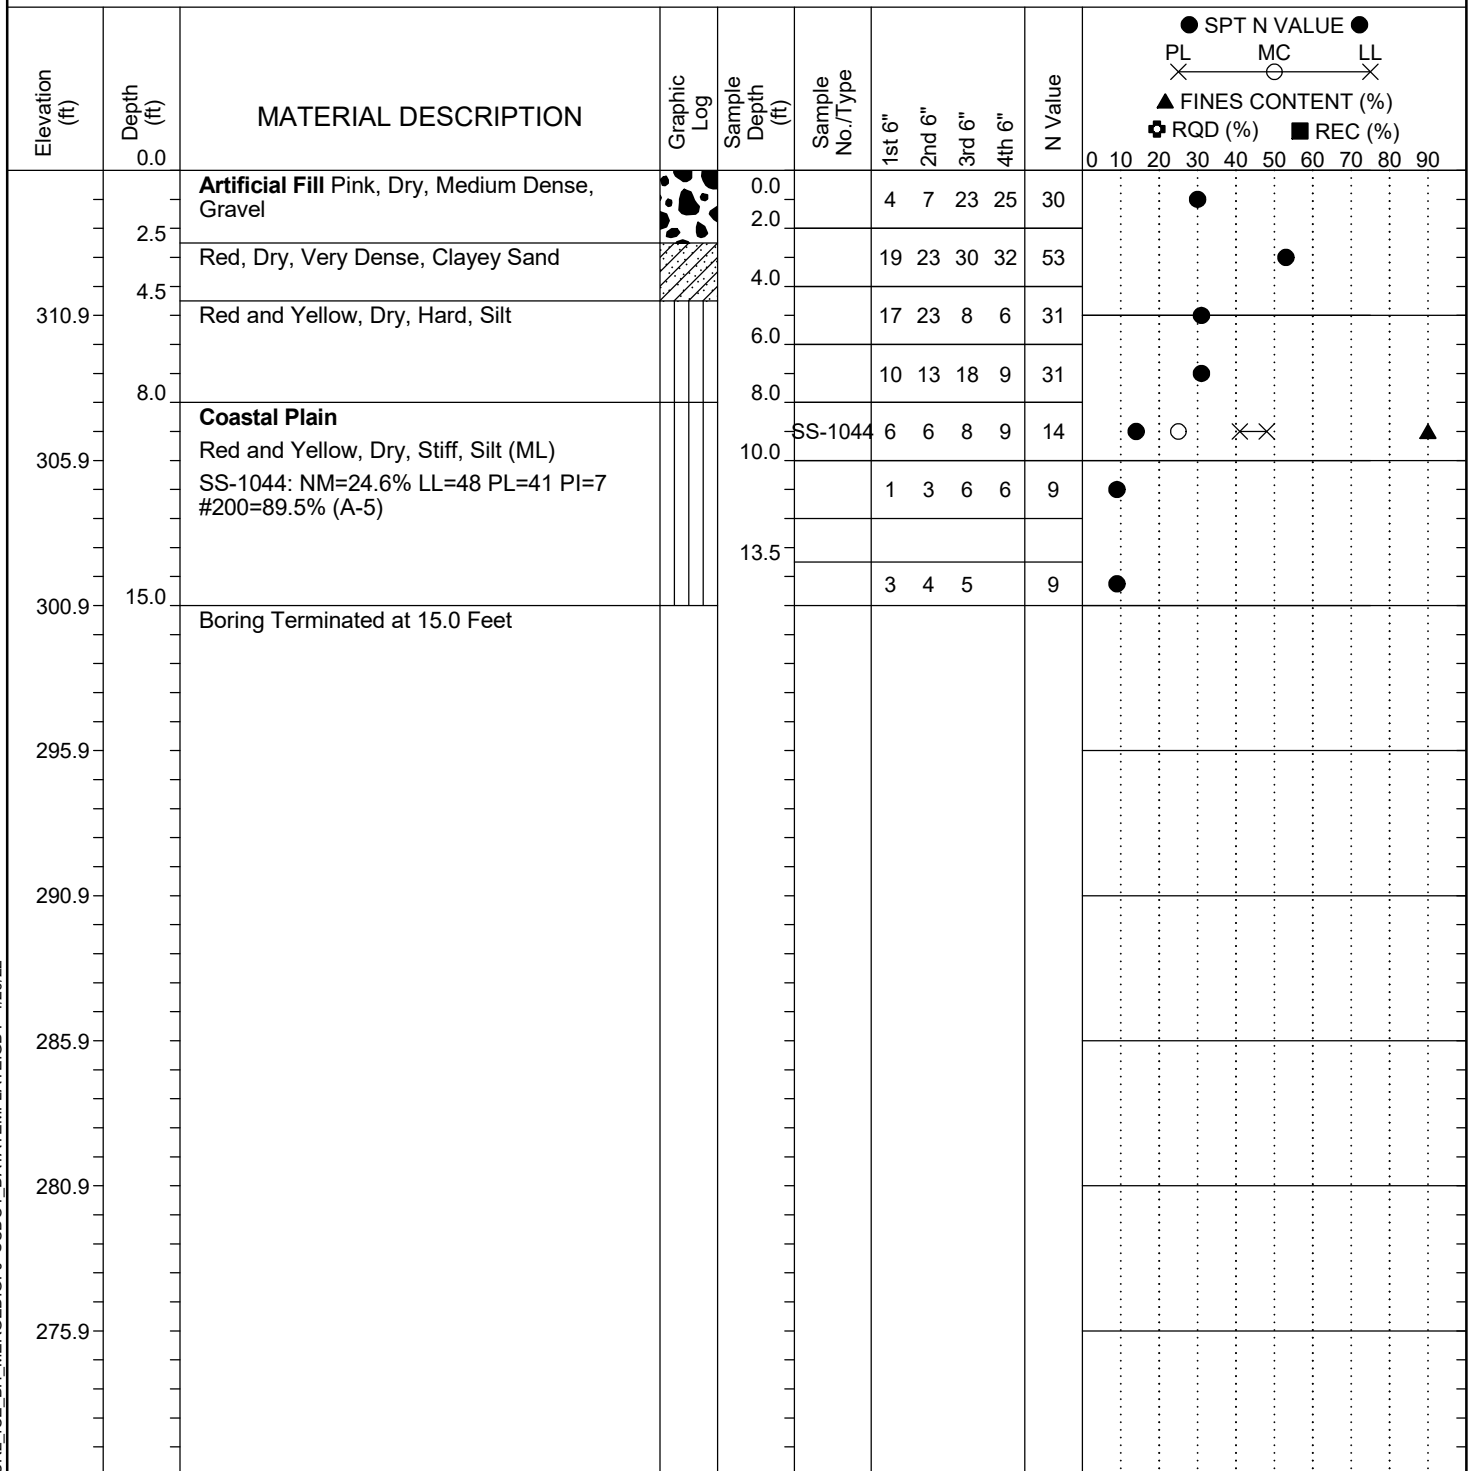 Elevation (ft)
Depth (ft)
0.0
MATERIAL DESCRIPTION
Graphic Log
Sample Depth (ft)
Sample No./Type
1st 6"
2nd 6"
3rd 6"
4th 6"
N Value
● SPT N VALUE ●
PL MC LL
▲ FINES CONTENT (%)
RQD (%) ■ REC (%)
0 10 20 30 40 50 60 70 80 90
Artificial Fill Pink, Dry, Medium Dense,
Gravel
0.0
2.0
4 7 23 25 30
2.5
Red, Dry, Very Dense, Clayey Sand
19 23 30 32 53
4.0
4.5
310.9
Red and Yellow, Dry, Hard, Silt
17 23 8 6 31
6.0
10 13 18 9 31
8.0
8.0
Coastal Plain
Red and Yellow, Dry, Stiff, Silt (ML)
SS-1044 6 6 8 9 14
10.0
305.9
SS-1044: NM=24.6% LL=48 PL=41 PI=7
#200=89.5% (A-5)
1 3 6 6 9
13.5
3 4 5 9
15.0
300.9
Boring Terminated at 15.0 Feet
295.9
290.9
285.9
280.9
275.9